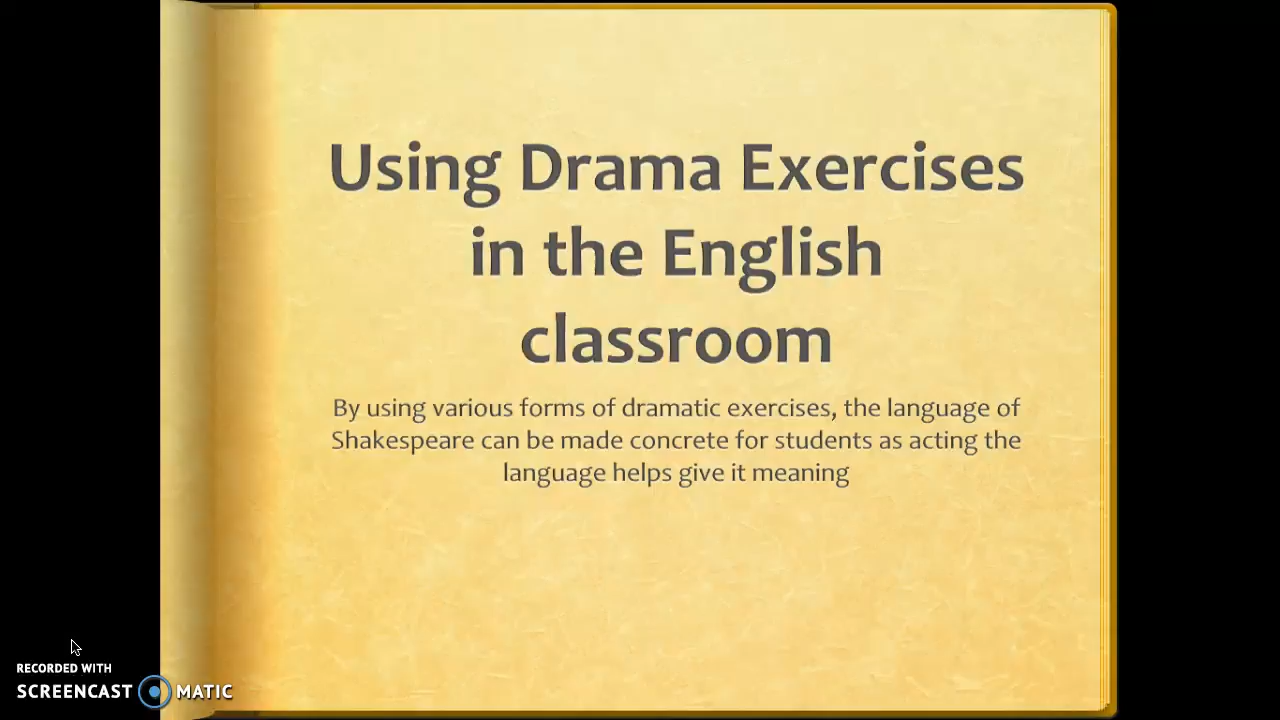 Using Drama Exercises
in the English
classroom
By using various forms of dramatic exercises, the language of
Shakespeare can be made concrete for students as acting the
language helps give it meaning
RECORDED WITH
SCREENCAST MATIC